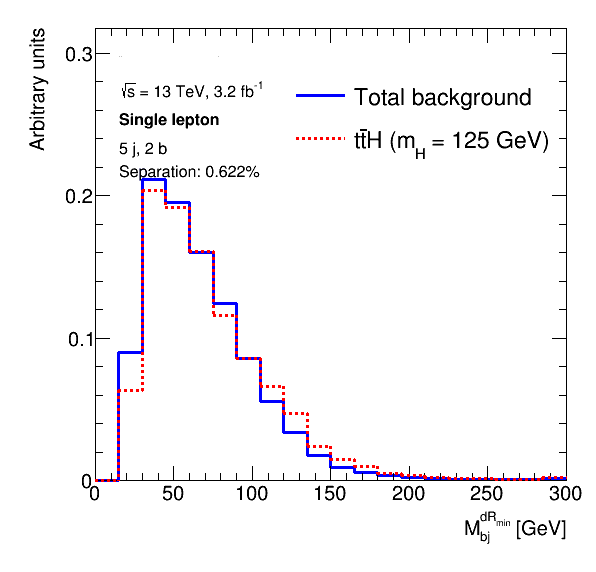 Arbitrary units
0.3
0.2
0.1
0
√s = 13 TeV, 3.2 fb⁻¹
Single lepton
5 j, 2 b
Separation: 0.622%
Total background
tt̄H (m_H = 125 GeV)
0 50 100 150 200 250 300
M_bj^dR_min [GeV]